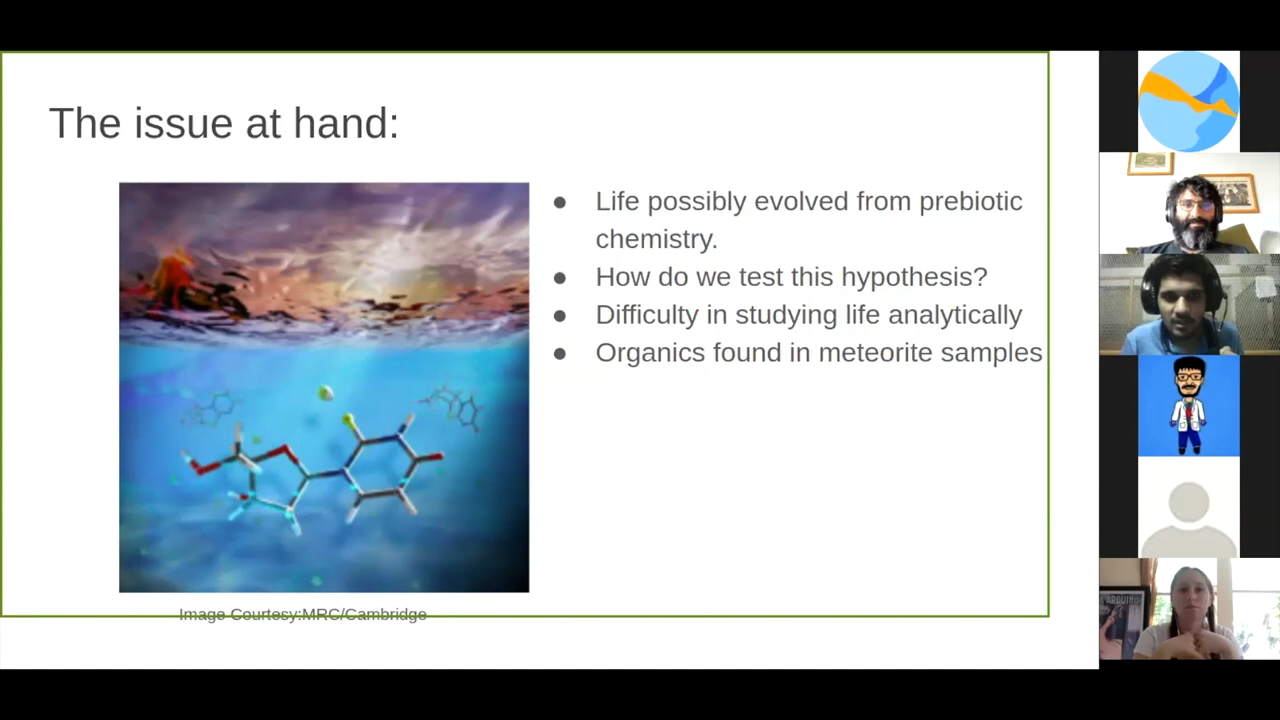 The issue at hand:
● Life possibly evolved from prebiotic
chemistry.
● How do we test this hypothesis?
● Difficulty in studying life analytically
● Organics found in meteorite samples
Image Courtesy:MRC/Cambridge